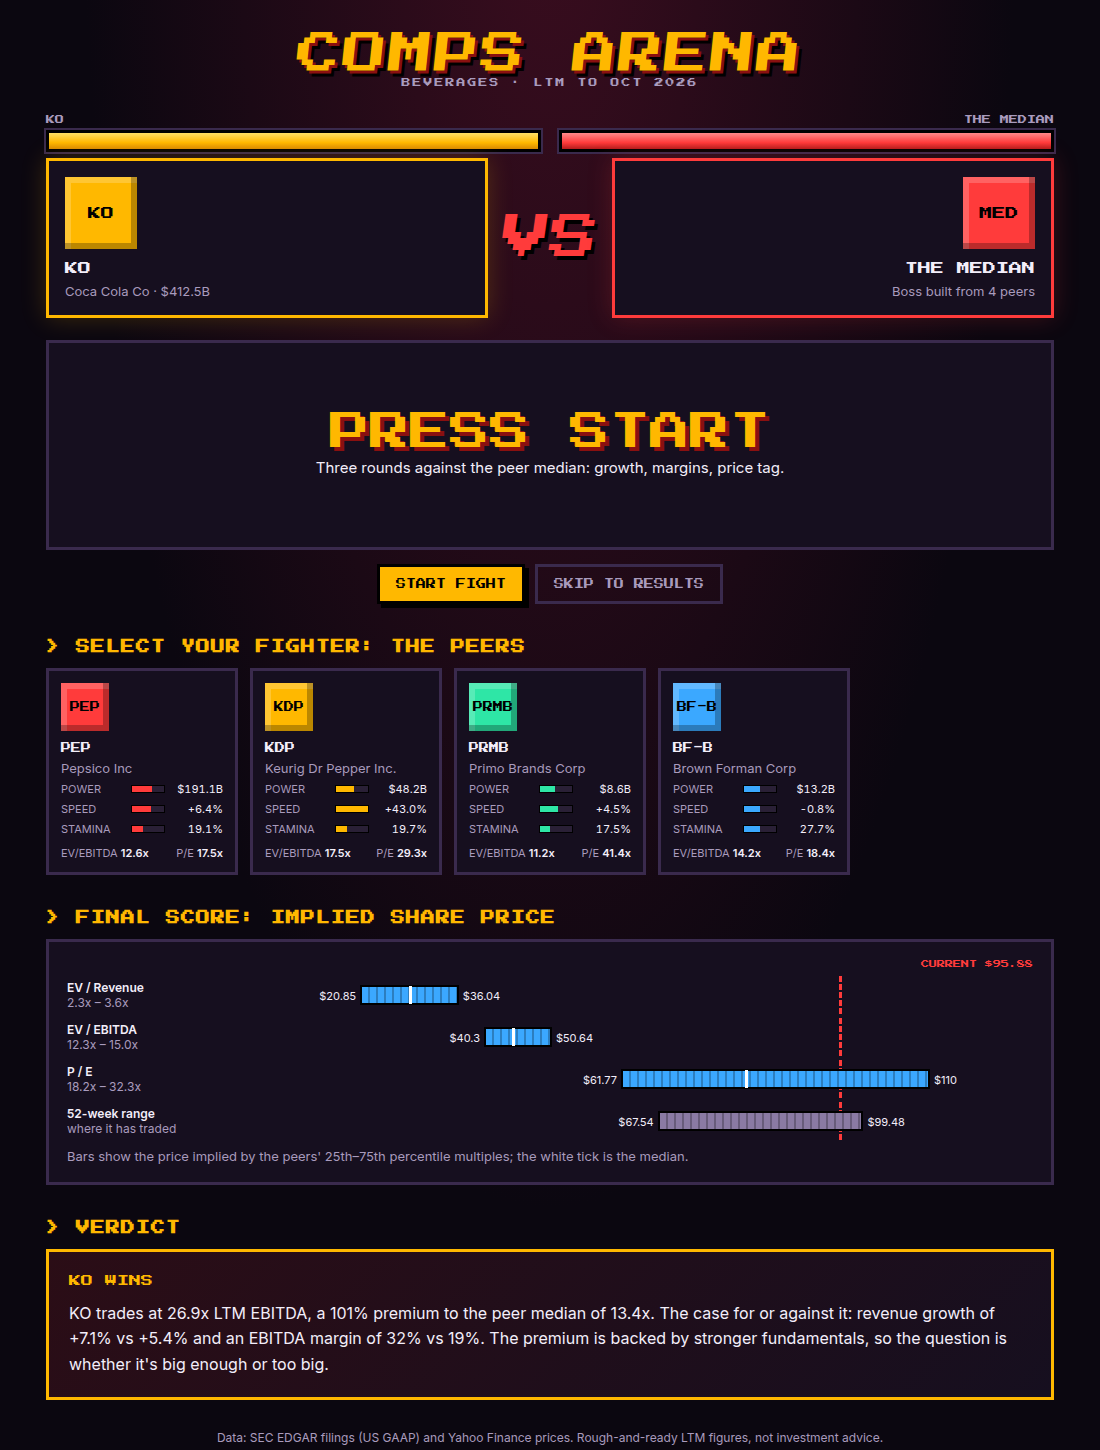 COMPS ARENA
BEVERAGES · LTM TO OCT 2026
KO
THE MEDIAN
KO
KO
Coca Cola Co · $412.5B
VS
MED
THE MEDIAN
Boss built from 4 peers
PRESS START
Three rounds against the peer median: growth, margins, price tag.
START FIGHT
SKIP TO RESULTS
› SELECT YOUR FIGHTER: THE PEERS
PEP
PEP
Pepsico Inc
POWER $191.1B
SPEED +6.4%
STAMINA 19.1%
EV/EBITDA 12.6x P/E 17.5x
KDP
KDP
Keurig Dr Pepper Inc.
POWER $48.2B
SPEED +43.0%
STAMINA 19.7%
EV/EBITDA 17.5x P/E 29.3x
PRMB
PRMB
Primo Brands Corp
POWER $8.6B
SPEED +4.5%
STAMINA 17.5%
EV/EBITDA 11.2x P/E 41.4x
BF-B
BF-B
Brown Forman Corp
POWER $13.2B
SPEED -0.8%
STAMINA 27.7%
EV/EBITDA 14.2x P/E 18.4x
› FINAL SCORE: IMPLIED SHARE PRICE
CURRENT $95.88
EV / Revenue
2.3x – 3.6x
$20.85 $36.04
EV / EBITDA
12.3x – 15.0x
$40.3 $50.64
P / E
18.2x – 32.3x
$61.77 $110
52-week range
where it has traded
$67.54 $99.48
Bars show the price implied by the peers' 25th–75th percentile multiples; the white tick is the median.
› VERDICT
KO WINS
KO trades at 26.9x LTM EBITDA, a 101% premium to the peer median of 13.4x. The case for or against it: revenue growth of
+7.1% vs +5.4% and an EBITDA margin of 32% vs 19%. The premium is backed by stronger fundamentals, so the question is
whether it's big enough or too big.
Data: SEC EDGAR filings (US GAAP) and Yahoo Finance prices. Rough-and-ready LTM figures, not investment advice.